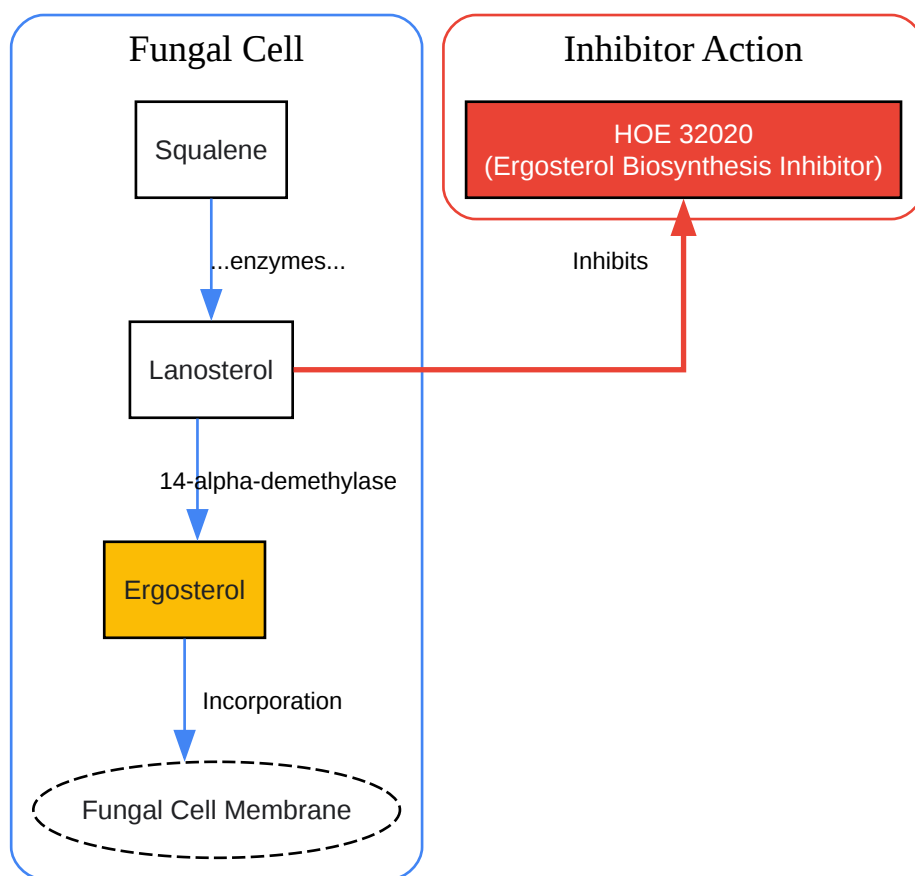 Fungal Cell
Squalene
...enzymes...
Lanosterol
14-alpha-demethylase
Ergosterol
Incorporation
Fungal Cell Membrane
Inhibitor Action
HOE 32020
(Ergosterol Biosynthesis Inhibitor)
Inhibits